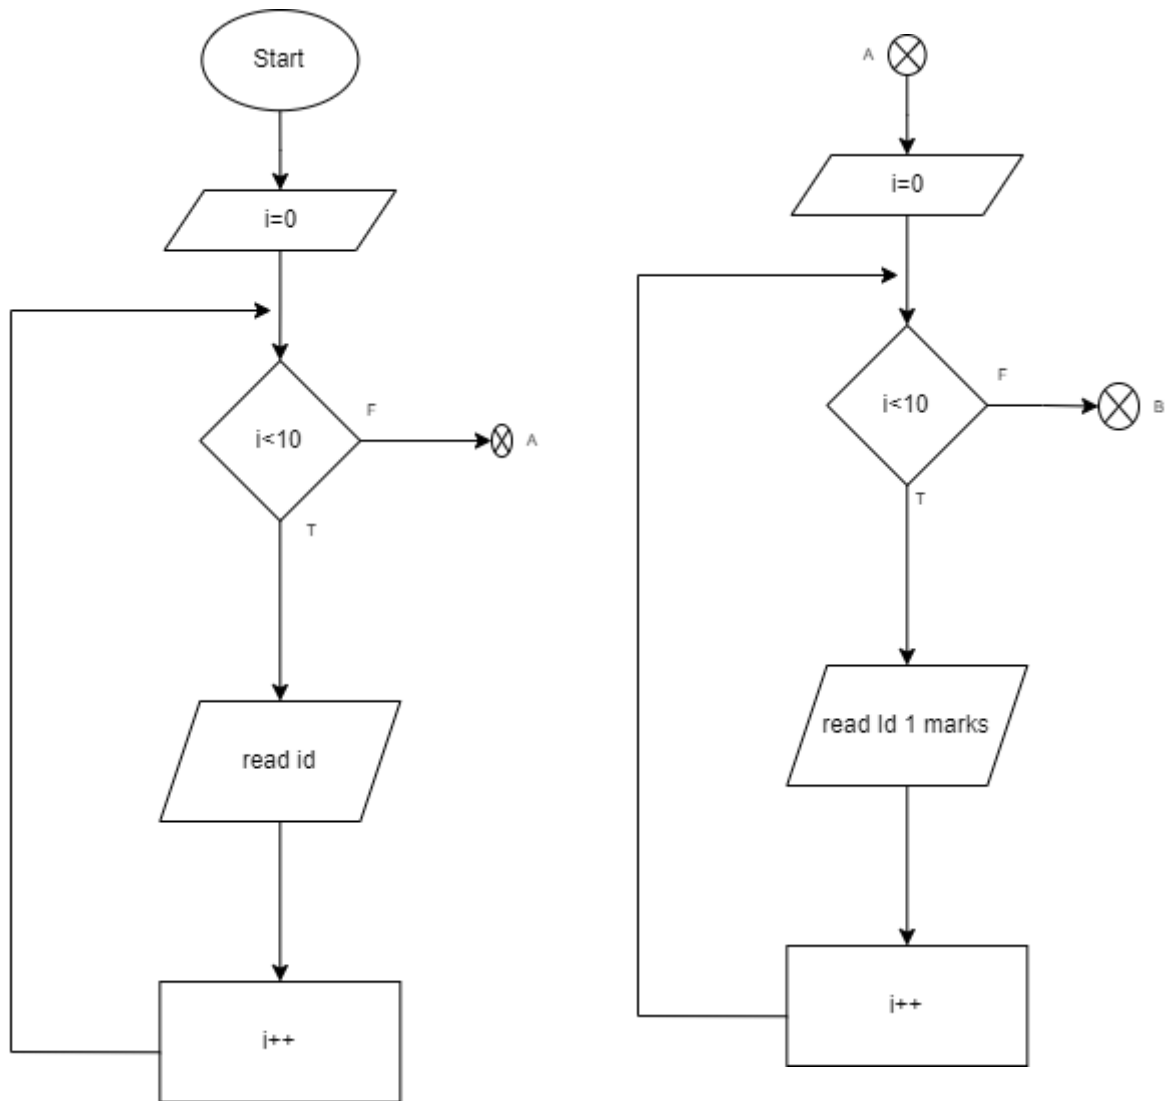 Start
i=0
i<10
F
A
T
read id
i++
A
i=0
i<10
F
B
T
read Id 1 marks
i++